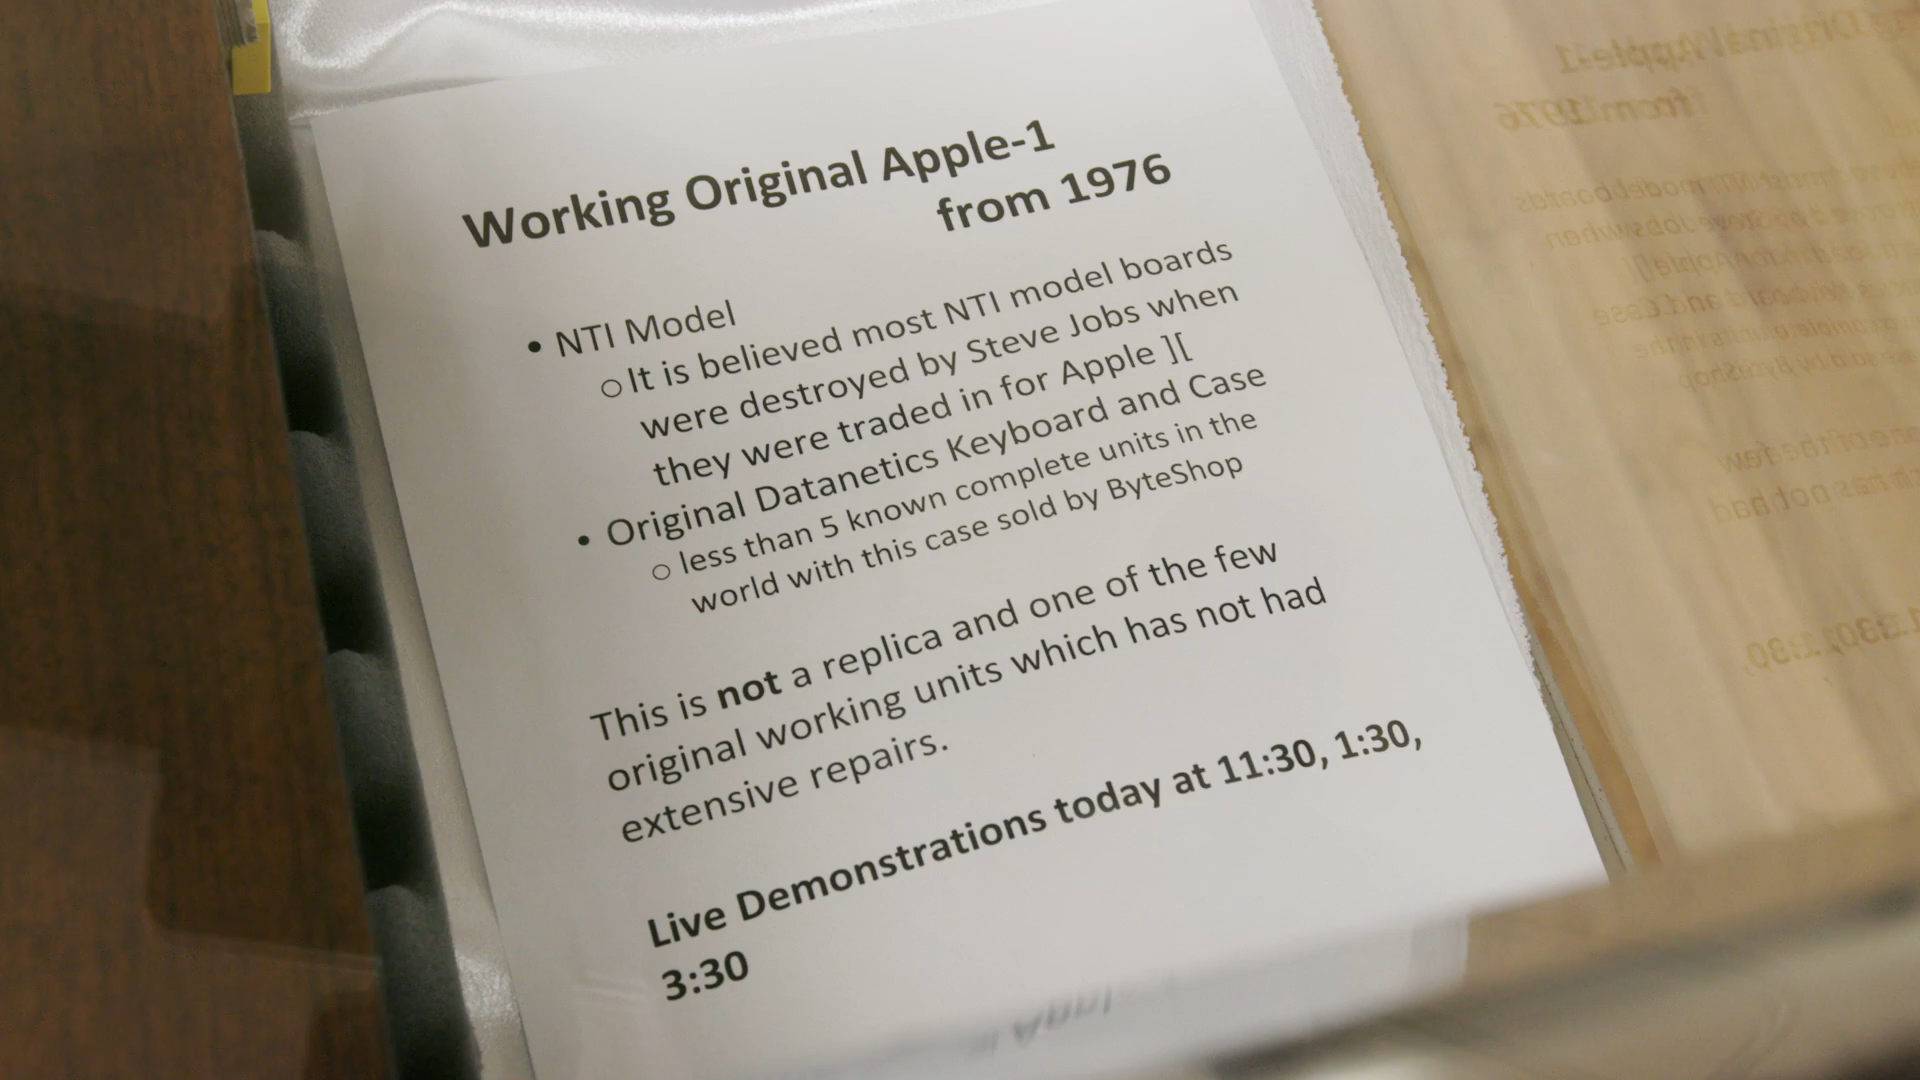 Working Original Apple-1
from 1976
• NTI Model
○ It is believed most NTI model boards
were destroyed by Steve Jobs when
they were traded in for Apple ][
• Original Datanetics Keyboard and Case
○ less than 5 known complete units in the
world with this case sold by ByteShop
This is not a replica and one of the few
original working units which has not had
extensive repairs.
Live Demonstrations today at 11:30, 1:30,
3:30